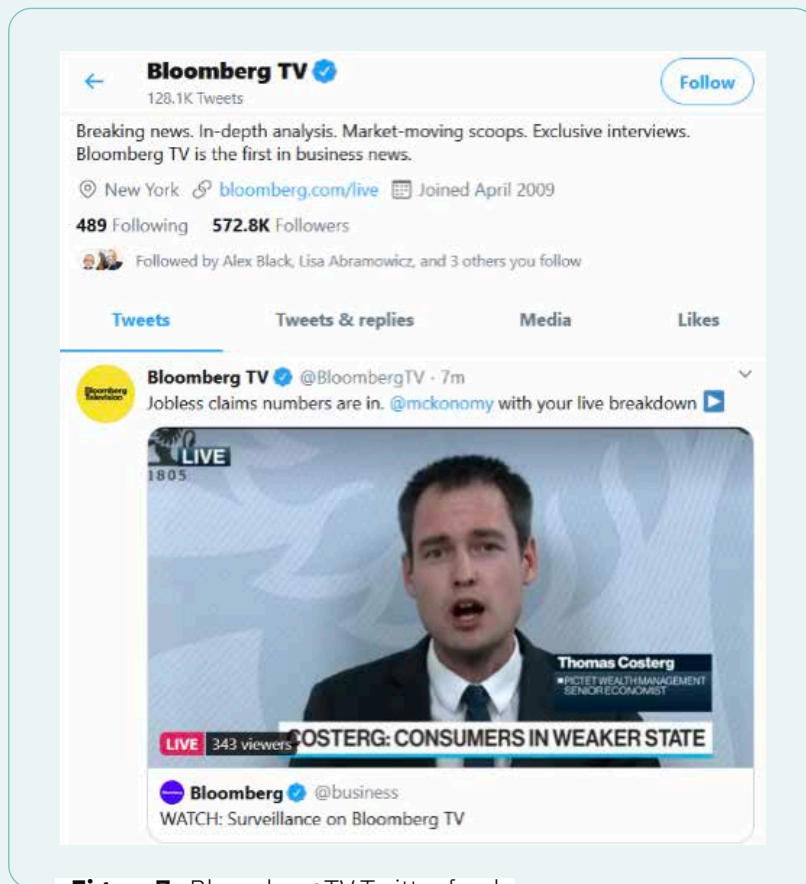 Bloomberg TV
128.1K Tweets
Follow
Breaking news. In-depth analysis. Market-moving scoops. Exclusive interviews.
Bloomberg TV is the first in business news.
New York bloomberg.com/live Joined April 2009
489 Following 572.8K Followers
Followed by Alex Black, Lisa Abramowicz, and 3 others you follow
Tweets Tweets & replies Media Likes
Bloomberg Television
Bloomberg TV @BloombergTV · 7m
Jobless claims numbers are in. @mckonomy with your live breakdown
LIVE
1805
Thomas Costerg
PICTET WEALTH MANAGEMENT
SENIOR ECONOMIST
LIVE 343 viewers
COSTERG: CONSUMERS IN WEAKER STATE
Bloomberg @business
WATCH: Surveillance on Bloomberg TV